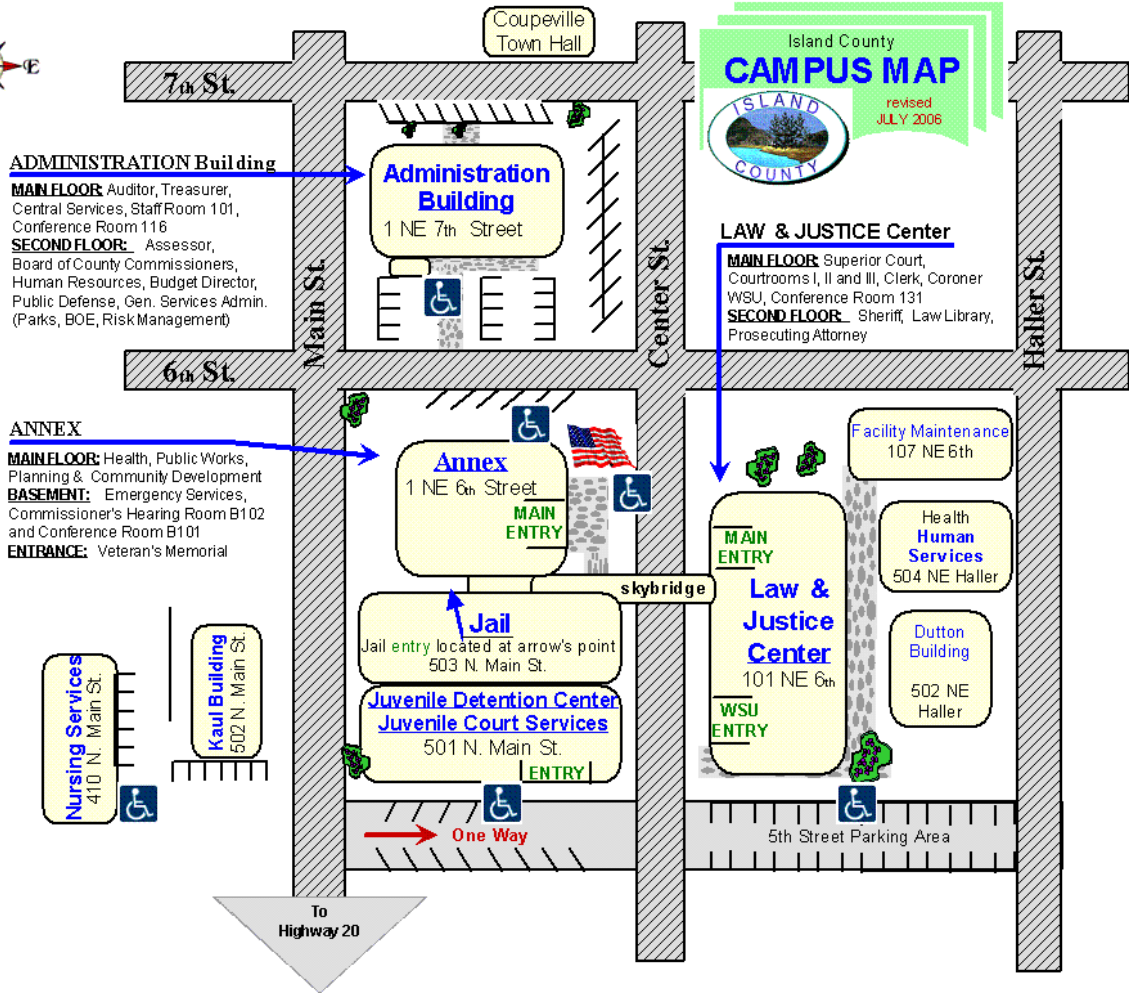 Coupeville
Town Hall
Island County
CAMPUS MAP
revised
JULY 2006
ISLAND
COUNTY
E
7th St.
ADMINISTRATION Building
MAIN FLOOR: Auditor, Treasurer,
Central Services, Staff Room 101,
Conference Room 116
SECOND FLOOR: Assessor,
Board of County Commissioners,
Human Resources, Budget Director,
Public Defense, Gen. Services Admin.
(Parks, BOE, Risk Management)
Administration
Building
1 NE 7th Street
LAW & JUSTICE Center
MAIN FLOOR: Superior Court,
Courtrooms I, II and III, Clerk, Coroner
WSU, Conference Room 131
SECOND FLOOR: Sheriff, Law Library,
Prosecuting Attorney
Main St.
Center St.
Haller St.
6th St.
ANNEX
MAIN FLOOR: Health, Public Works,
Planning & Community Development
BASEMENT: Emergency Services,
Commissioner's Hearing Room B102
and Conference Room B101
ENTRANCE: Veteran's Memorial
Annex
1 NE 6th Street
MAIN
ENTRY
Facility Maintenance
107 NE 6th
Health
Human
Services
504 NE Haller
Dutton
Building
502 NE
Haller
MAIN
ENTRY
Law &
Justice
Center
101 NE 6th
WSU
ENTRY
skybridge
Jail
Jail entry located at arrow's point
503 N. Main St.
Juvenile Detention Center
Juvenile Court Services
501 N. Main St.
ENTRY
Nursing Services
410 N. Main St.
Kaul Building
502 N. Main St.
One Way
5th Street Parking Area
To
Highway 20